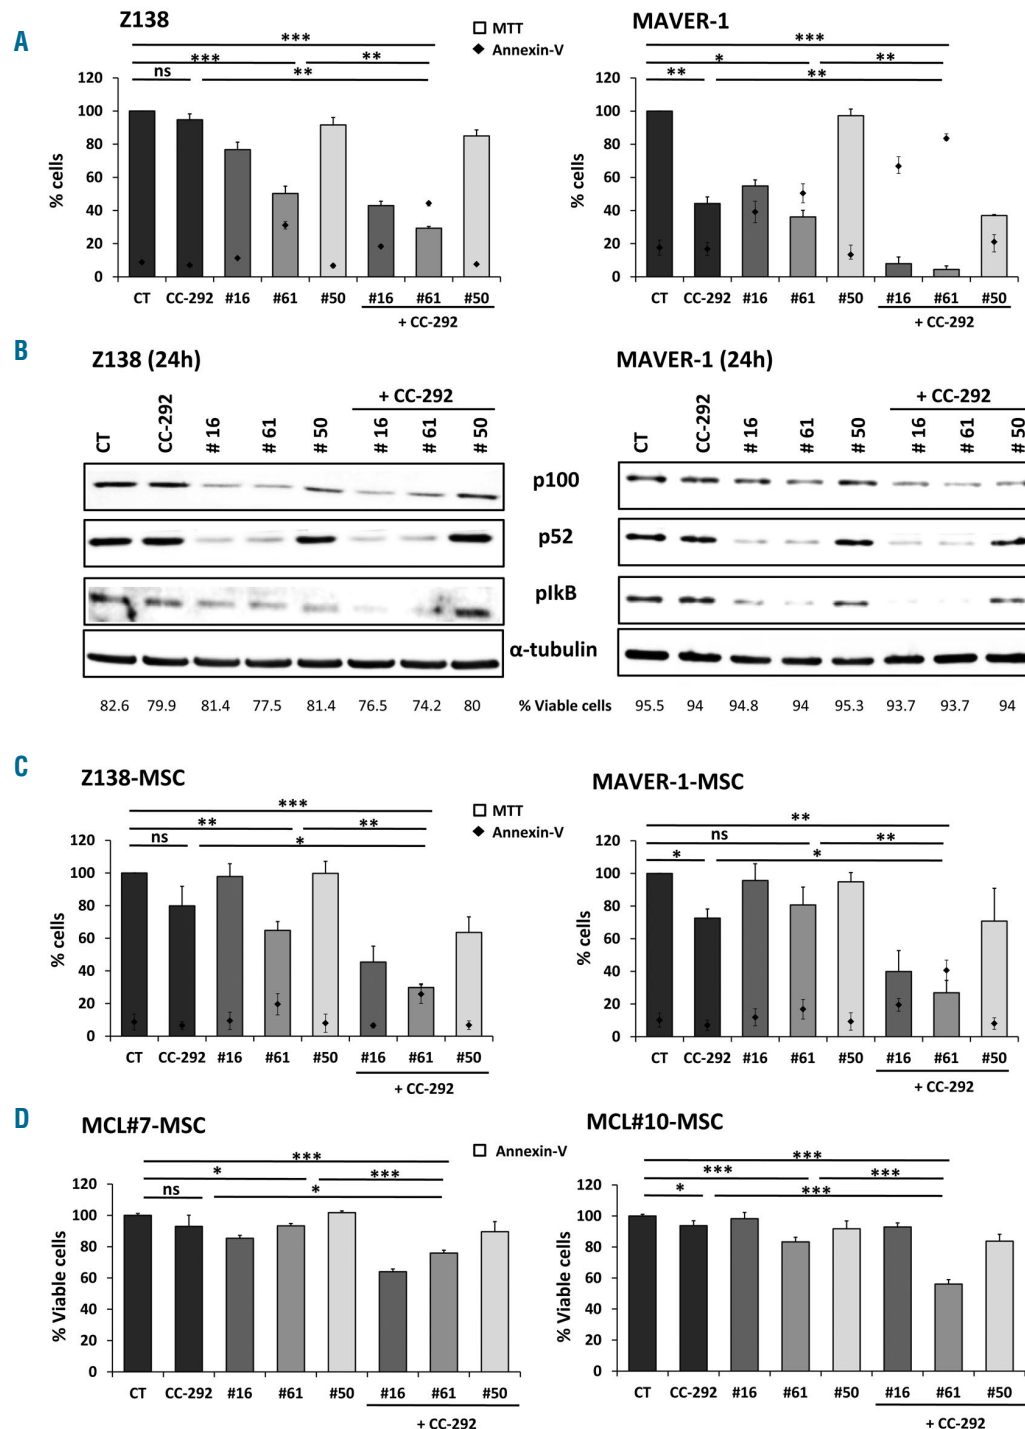 A
Z138
MTT
Annexin-V
MAVER-1
***
***
**
ns
**
***
*
**
**
**
120
100
80
60
40
20
0
% cells
CT CC-292 #16 #61 #50 #16 #61 #50
+ CC-292
120
100
80
60
40
20
0
% cells
CT CC-292 #16 #61 #50 #16 #61 #50
+ CC-292
B
Z138 (24h)
MAVER-1 (24h)
+ CC-292
CT CC-292 # 16 # 61 # 50 # 16 # 61 # 50
+ CC-292
CT CC-292 # 16 # 61 # 50 # 16 # 61 # 50
p100
p52
pIkB
α-tubulin
82.6 79.9 81.4 77.5 81.4 76.5 74.2 80 % Viable cells 95.5 94 94.8 94 95.3 93.7 93.7 94
C
Z138-MSC
MTT
Annexin-V
MAVER-1-MSC
***
**
**
ns
*
**
ns
**
*
*
120
100
80
60
40
20
0
% cells
CT CC-292 #16 #61 #50 #16 #61 #50
+ CC-292
120
100
80
60
40
20
0
% cells
CT CC-292 #16 #61 #50 #16 #61 #50
+ CC-292
D
MCL#7-MSC
Annexin-V
MCL#10-MSC
***
*
***
ns
*
***
***
***
*
***
120
100
80
60
40
20
0
% Viable cells
CT CC-292 #16 #61 #50 #16 #61 #50
+ CC-292
120
100
80
60
40
20
0
% Viable cells
CT CC-292 #16 #61 #50 #16 #61 #50
+ CC-292